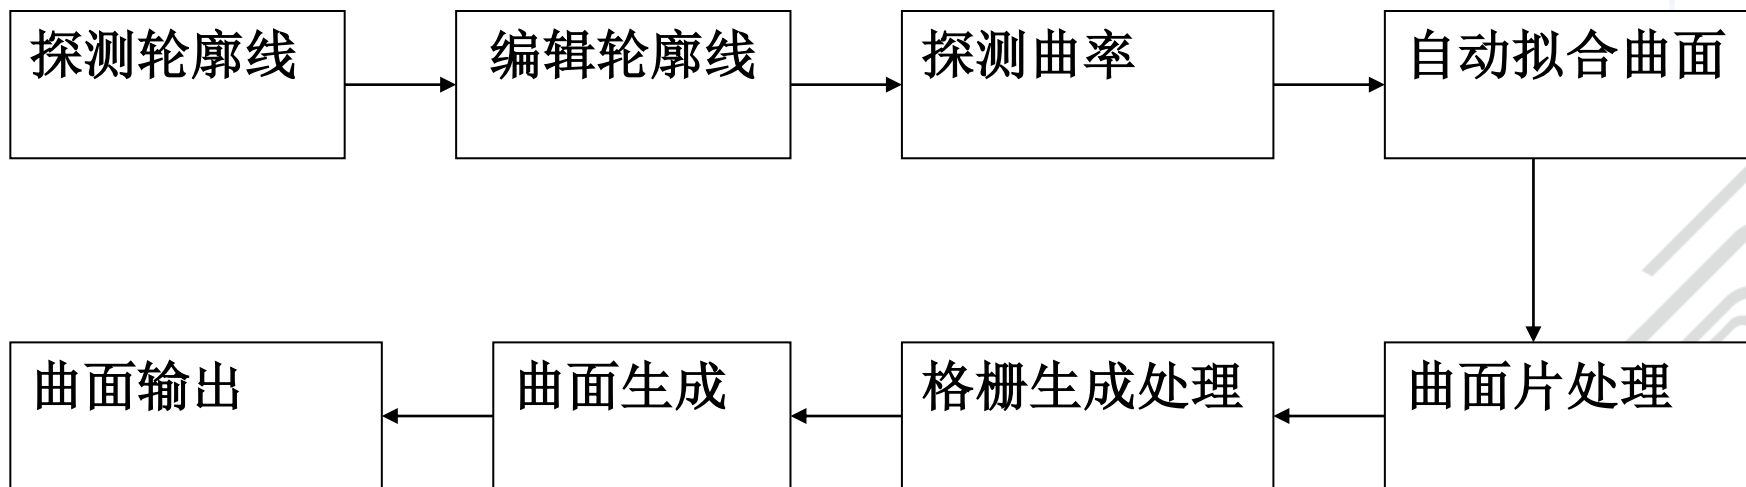 探测轮廓线
编辑轮廓线
探测曲率
自动拟合曲面
曲面片处理
格栅生成处理
曲面生成
曲面输出